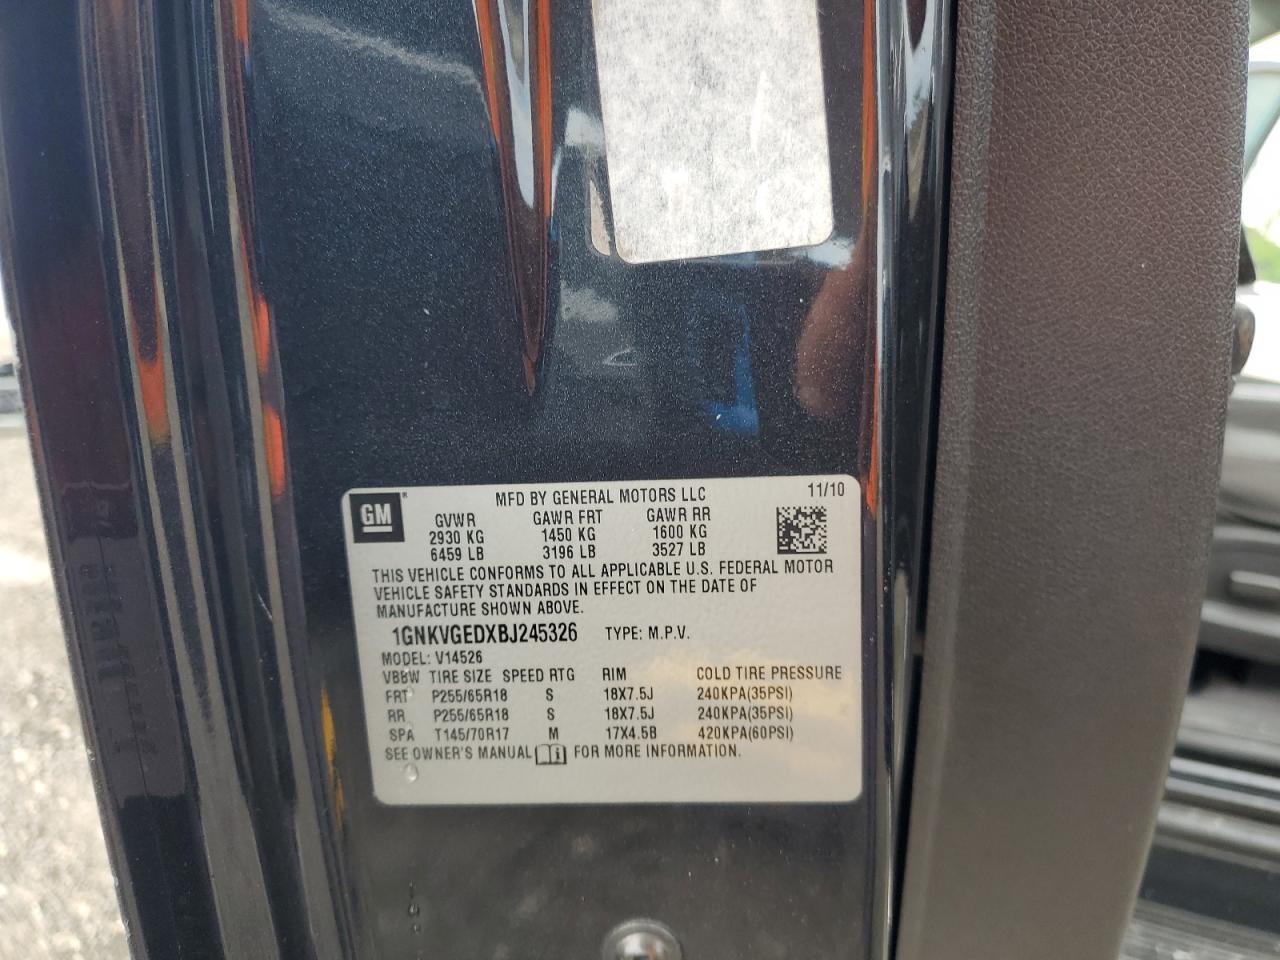 GM ® MFD BY GENERAL MOTORS LLC 11/10
GVWR GAWR FRT GAWR RR
2930 KG 1450 KG 1600 KG
6459 LB 3196 LB 3527 LB
THIS VEHICLE CONFORMS TO ALL APPLICABLE U.S. FEDERAL MOTOR
VEHICLE SAFETY STANDARDS IN EFFECT ON THE DATE OF
MANUFACTURE SHOWN ABOVE.
1GNKVGEDXBJ245326 TYPE: M.P.V.
MODEL: V14526
VBBW TIRE SIZE SPEED RTG RIM COLD TIRE PRESSURE
FRT P255/65R18 S 18X7.5J 240KPA(35PSI)
RR P255/65R18 S 18X7.5J 240KPA(35PSI)
SPA T145/70R17 M 17X4.5B 420KPA(60PSI)
SEE OWNER'S MANUAL FOR MORE INFORMATION.